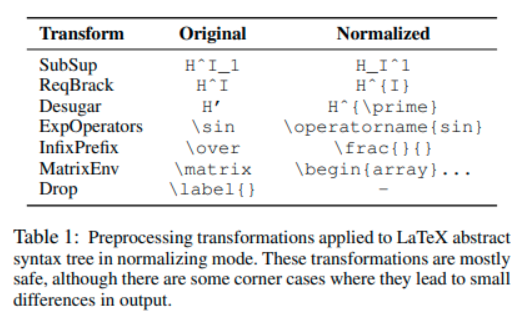 Transform Original Normalized
SubSup H^I_l H_I^l
ReqBrack H^I H^{I}
Desugar H' H^{\prime}
ExpOperators \sin \operatorname{sin}
InfixPrefix \over \frac{}{}
MatrixEnv \matrix \begin{array}...
Drop \label{} -
Table 1: Preprocessing transformations applied to LaTeX abstract
syntax tree in normalizing mode. These transformations are mostly
safe, although there are some corner cases where they lead to small
differences in output.